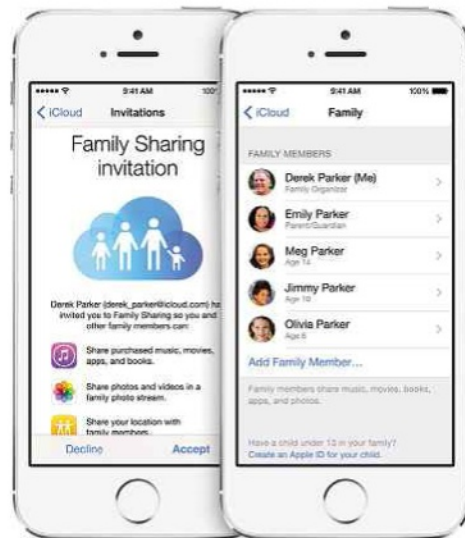 9:41 AM
100%
iCloud
Invitations
Family Sharing
invitation
Derek Parker (derek_parker@icloud.com) ha
invited you to Family Sharing so you and
other family members can:
Share purchased music, movies,
apps, and books.
Share photos and videos in a
family photo stream.
Share your location with
family members.
Decline
Accept
9:41 AM
100%
iCloud
Family
FAMILY MEMBERS
Derek Parker (Me)
Family Organizer
Emily Parker
Parent/Guardian
Meg Parker
Age 14
Jimmy Parker
Age 10
Olivia Parker
Age 6
Add Family Member...
Family members share music, movies, books,
apps, and photos.
Have a child under 13 in your family?
Create an Apple ID for your child.